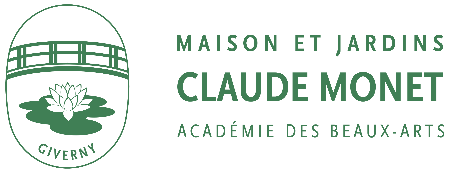 MAISON ET JARDINS
CLAUDE MONET
ACADÉMIE DES BEAUX-ARTS
GIVERNY